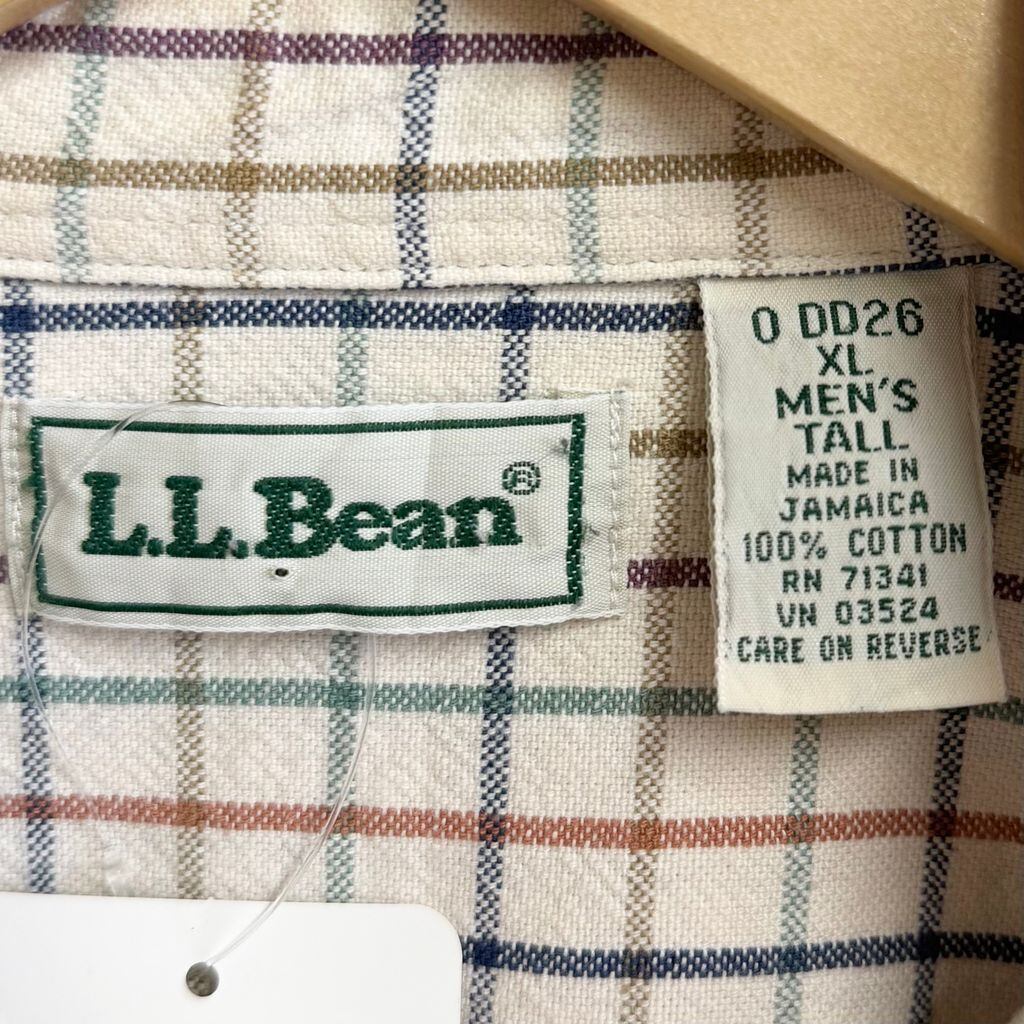 L.L.Bean®
0 DD26
XL
MEN'S
TALL
MADE IN
JAMAICA
100% COTTON
RN 71341
VN 03524
CARE ON REVERSE